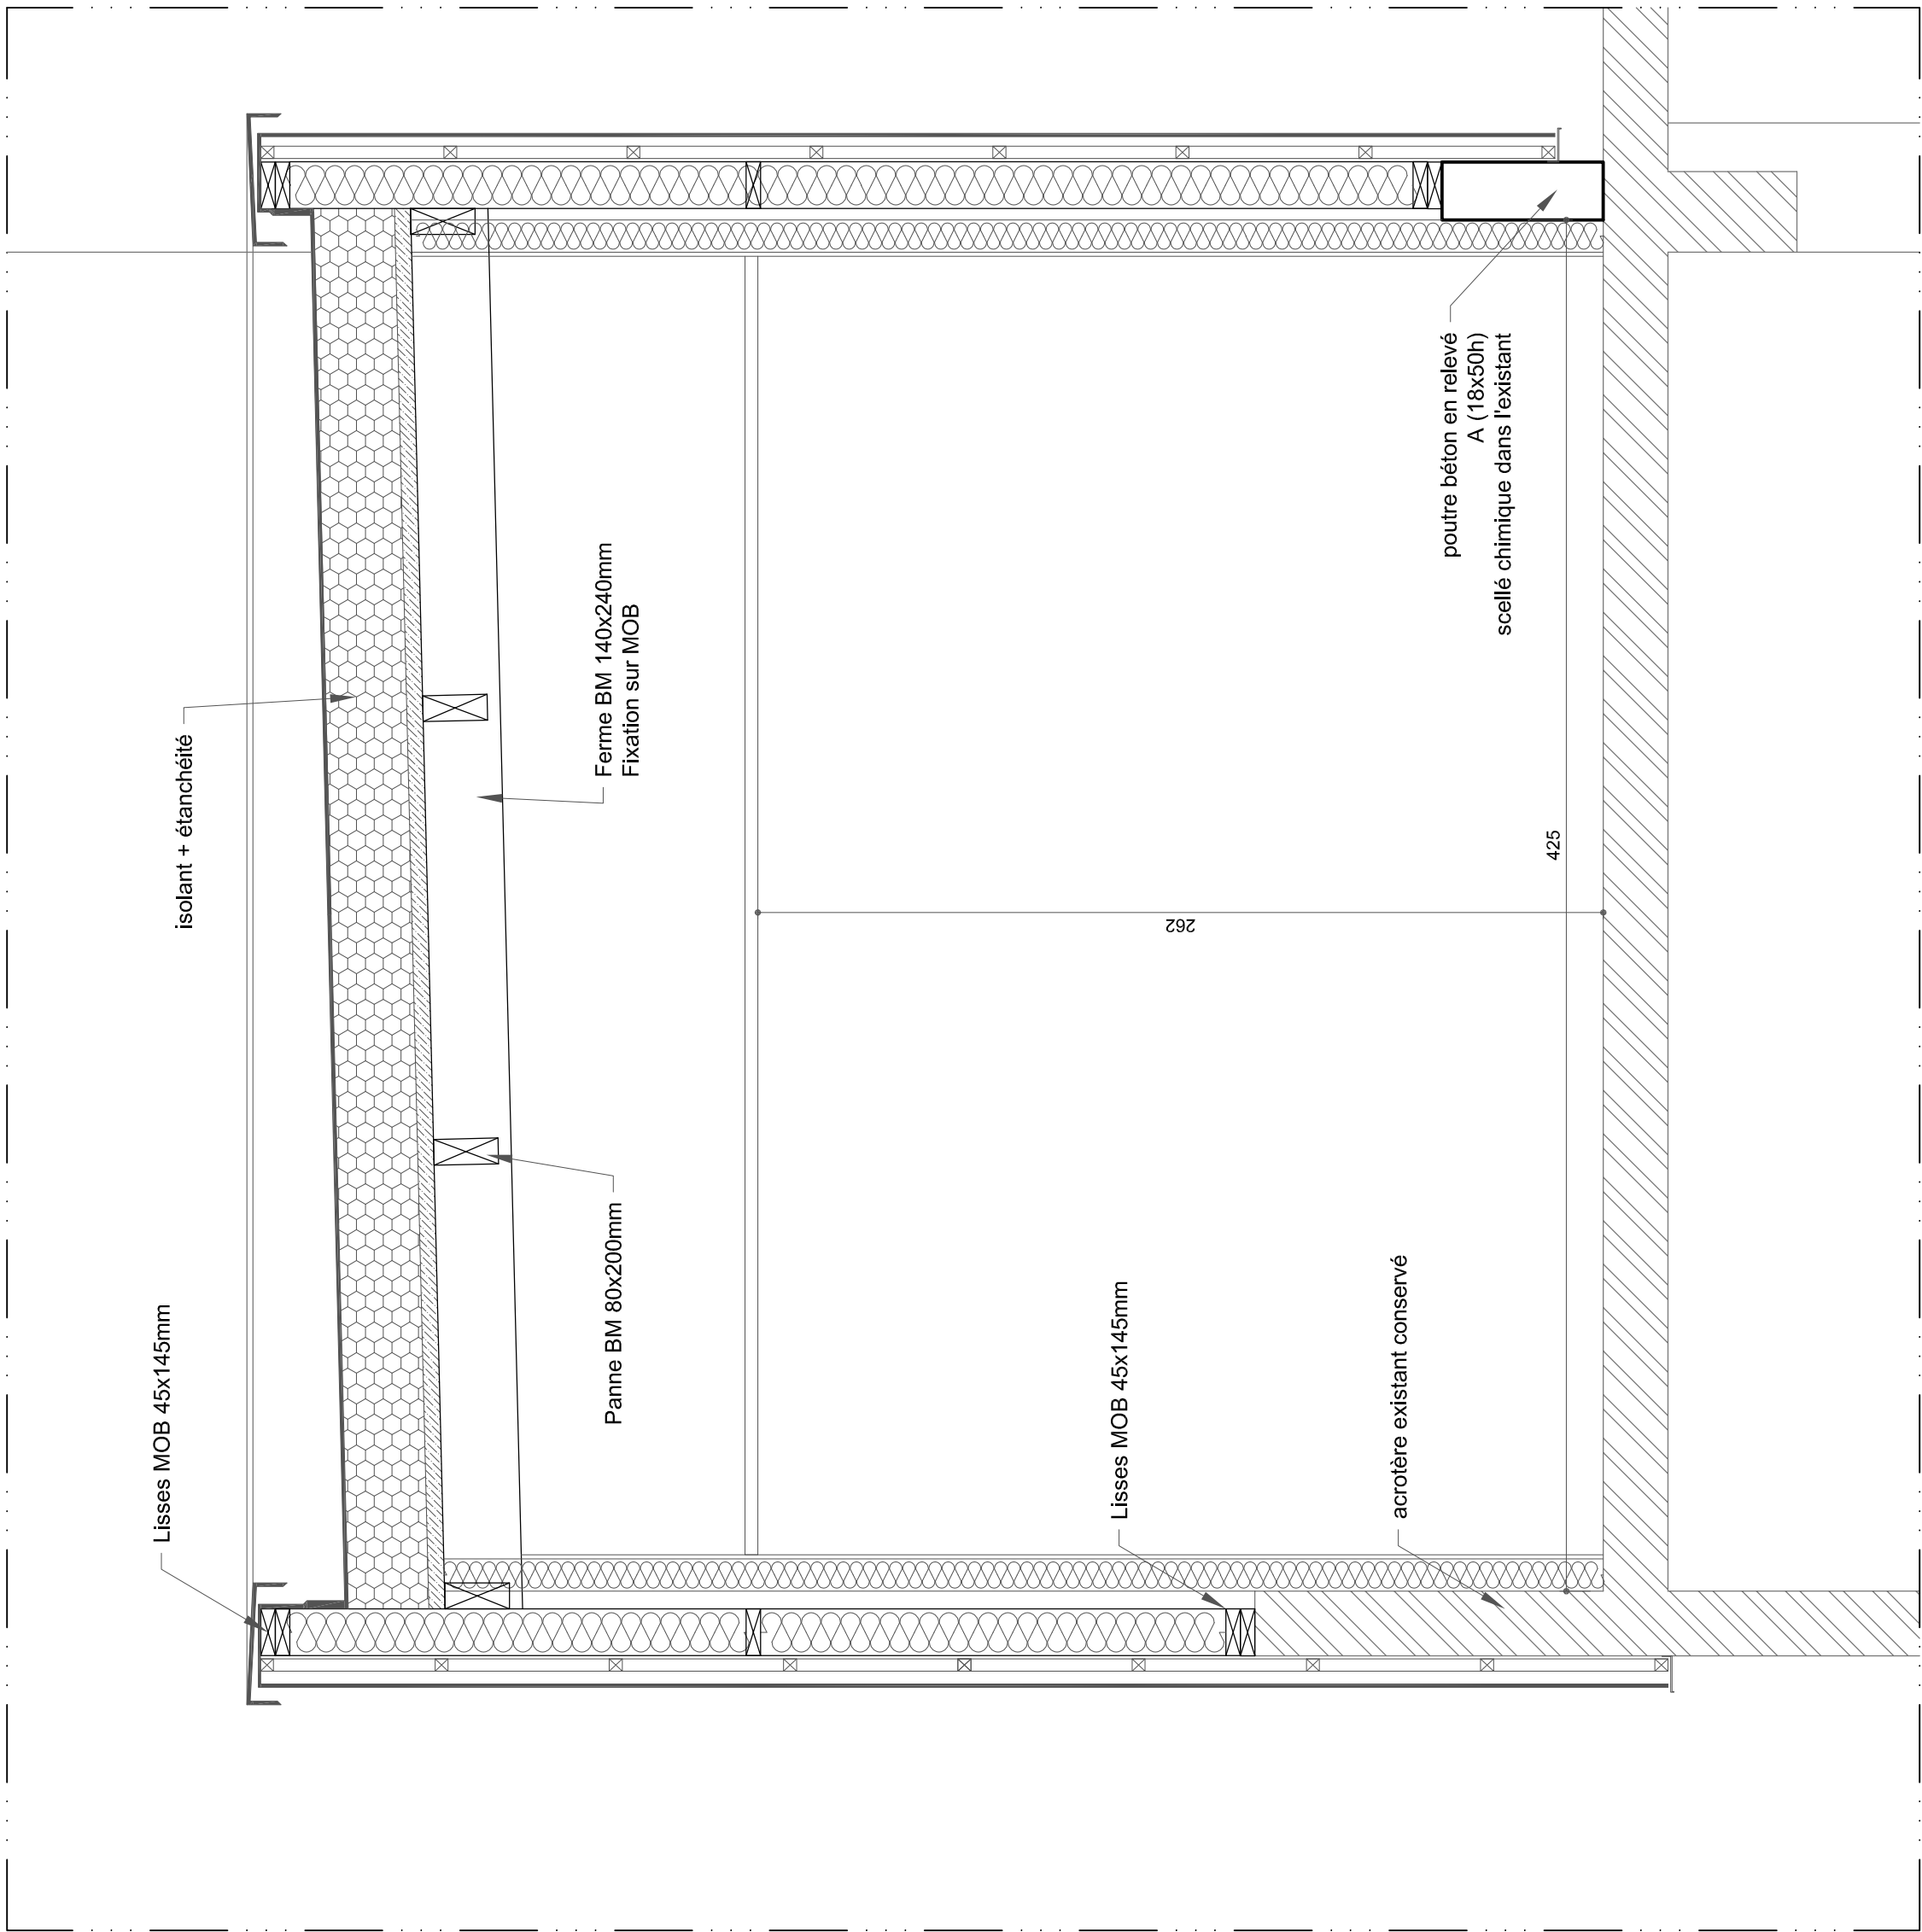 Lisses MOB 45x145mm
isolant + étanchéité
Panne BM 80x200mm
Ferme BM 140x240mm
Fixation sur MOB
262
Lisses MOB 45x145mm
acrotère existant conservé
425
poutre béton en relevé
A (18x50h)
scellé chimique dans l'existant